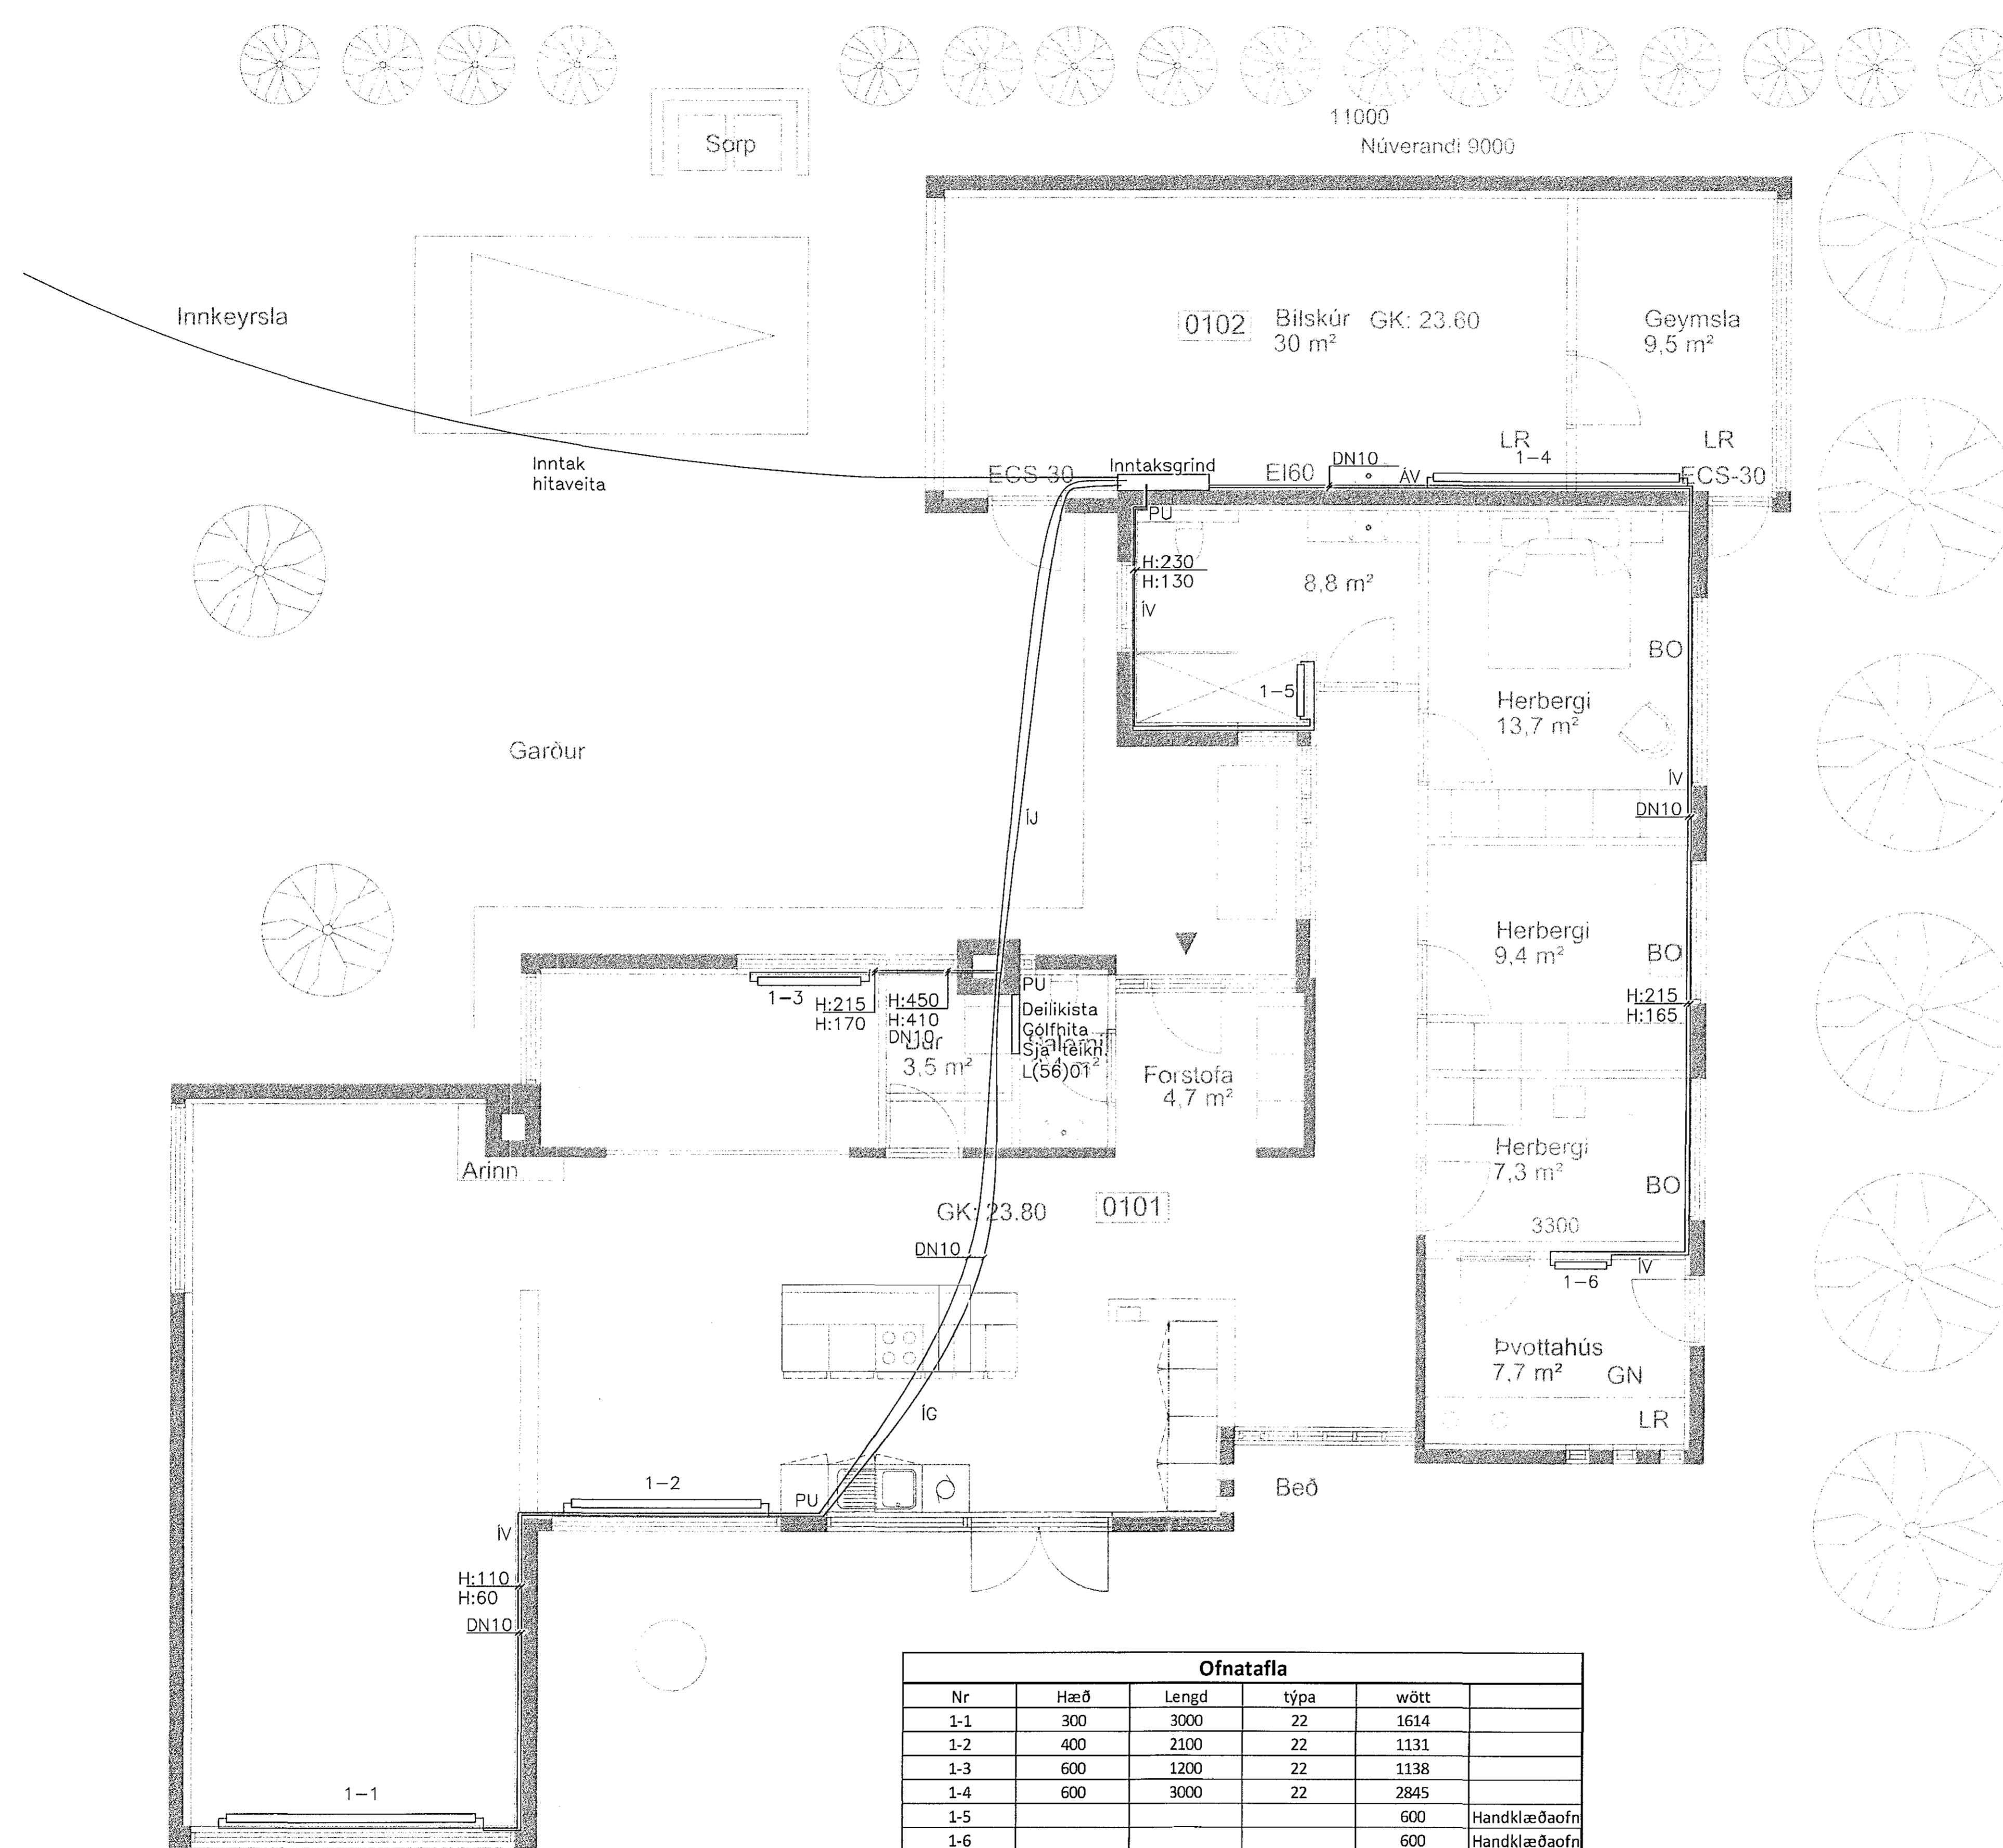 11000
Núverandi 9000
Sorp
Innkeyrsla
0102
Bílskúr GK: 23.60
30 m²
Geymsla
9,5 m²
LR
LR
1-4
Inntak
hitaveita
ECS-30
Inntaksgrind
EI60
DN10
ÁV
ECS-30
PU
H:230
H:130
ÍV
8,8 m²
BO
1-5
Herbergi
13,7 m²
Garður
ÍV
DN10
ÍJ
Herbergi
9,4 m²
BO
1-3
H:215
H:170
H:450
H:410
DN10
3,5 m²
PU
Deilikista
Gólfhita
Sjá teikn.
L(56)01
Forstofa
4,7 m²
H:215
H:165
Arinn
Herbergi
7,3 m²
BO
GK: 23.80
0101
3300
DN10
ÍV
1-6
Þvottahús
7,7 m²
GN
LR
ÍG
1-2
PU
Beð
ÍV
H:110
H:60
DN10
1-1
Ofnatafla
Nr Hæð Lengd týpa wött
1-1 300 3000 22 1614
1-2 400 2100 22 1131
1-3 600 1200 22 1138
1-4 600 3000 22 2845
1-5 600 Handklæðaofn
1-6 600 Handklæðaofn